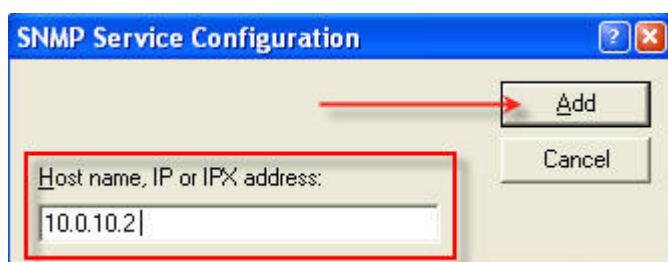 SNMP Service Configuration
Add
Cancel
Host name, IP or IPX address:
10.0.10.2